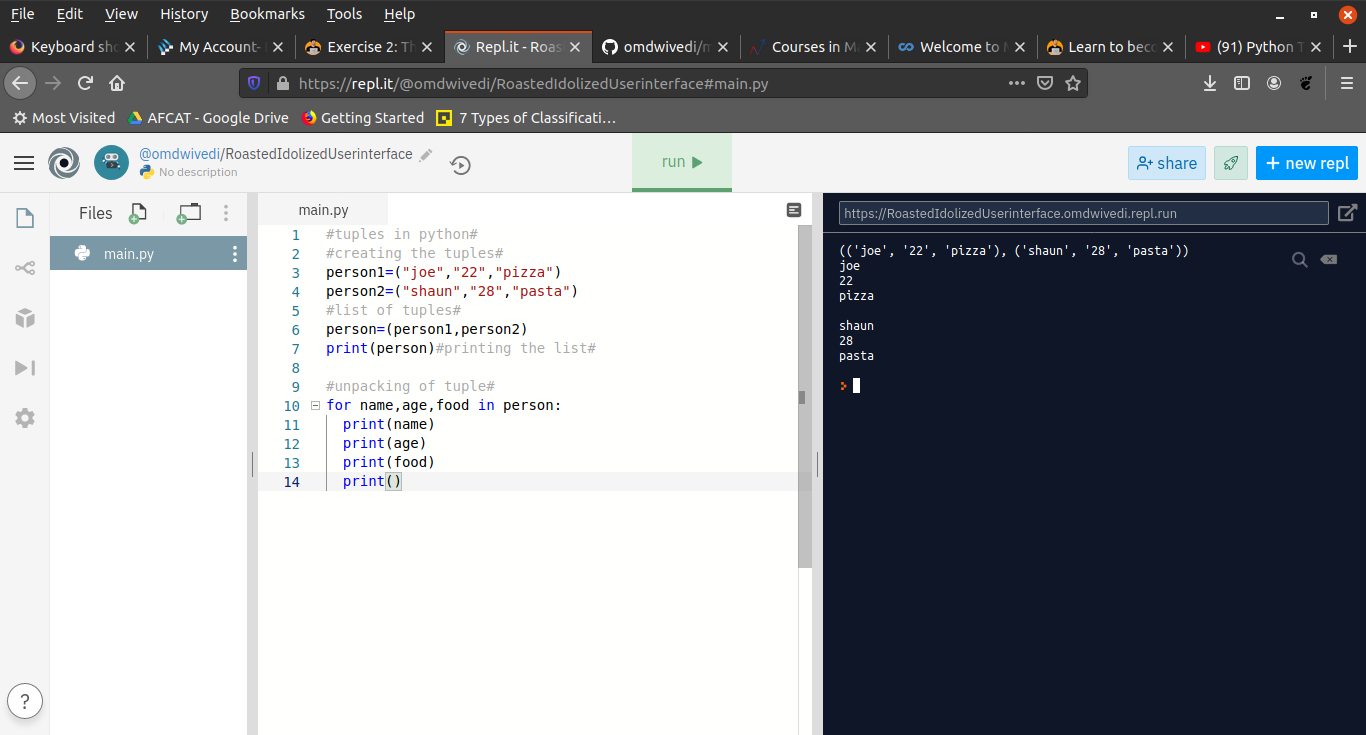 File Edit View History Bookmarks Tools Help
Keyboard sho My Account- Exercise 2: Th Repl.it - Roas omdwivedi/m Courses in Ma Welcome to M Learn to beco (91) Python T
https://repl.it/@omdwivedi/RoastedIdolizedUserinterface#main.py
Most Visited AFCAT - Google Drive Getting Started 7 Types of Classificati…
@omdwivedi/RoastedIdolizedUserinterface
No description
run
share
+ new repl
Files
main.py
main.py
1 #tuples in python#
2 #creating the tuples#
3 person1=("joe","22","pizza")
4 person2=("shaun","28","pasta")
5 #list of tuples#
6 person=(person1,person2)
7 print(person)#printing the list#
8
9 #unpacking of tuple#
10 for name,age,food in person:
11 print(name)
12 print(age)
13 print(food)
14 print()
https://RoastedIdolizedUserinterface.omdwivedi.repl.run
(('joe', '22', 'pizza'), ('shaun', '28', 'pasta'))
joe
22
pizza
shaun
28
pasta
?